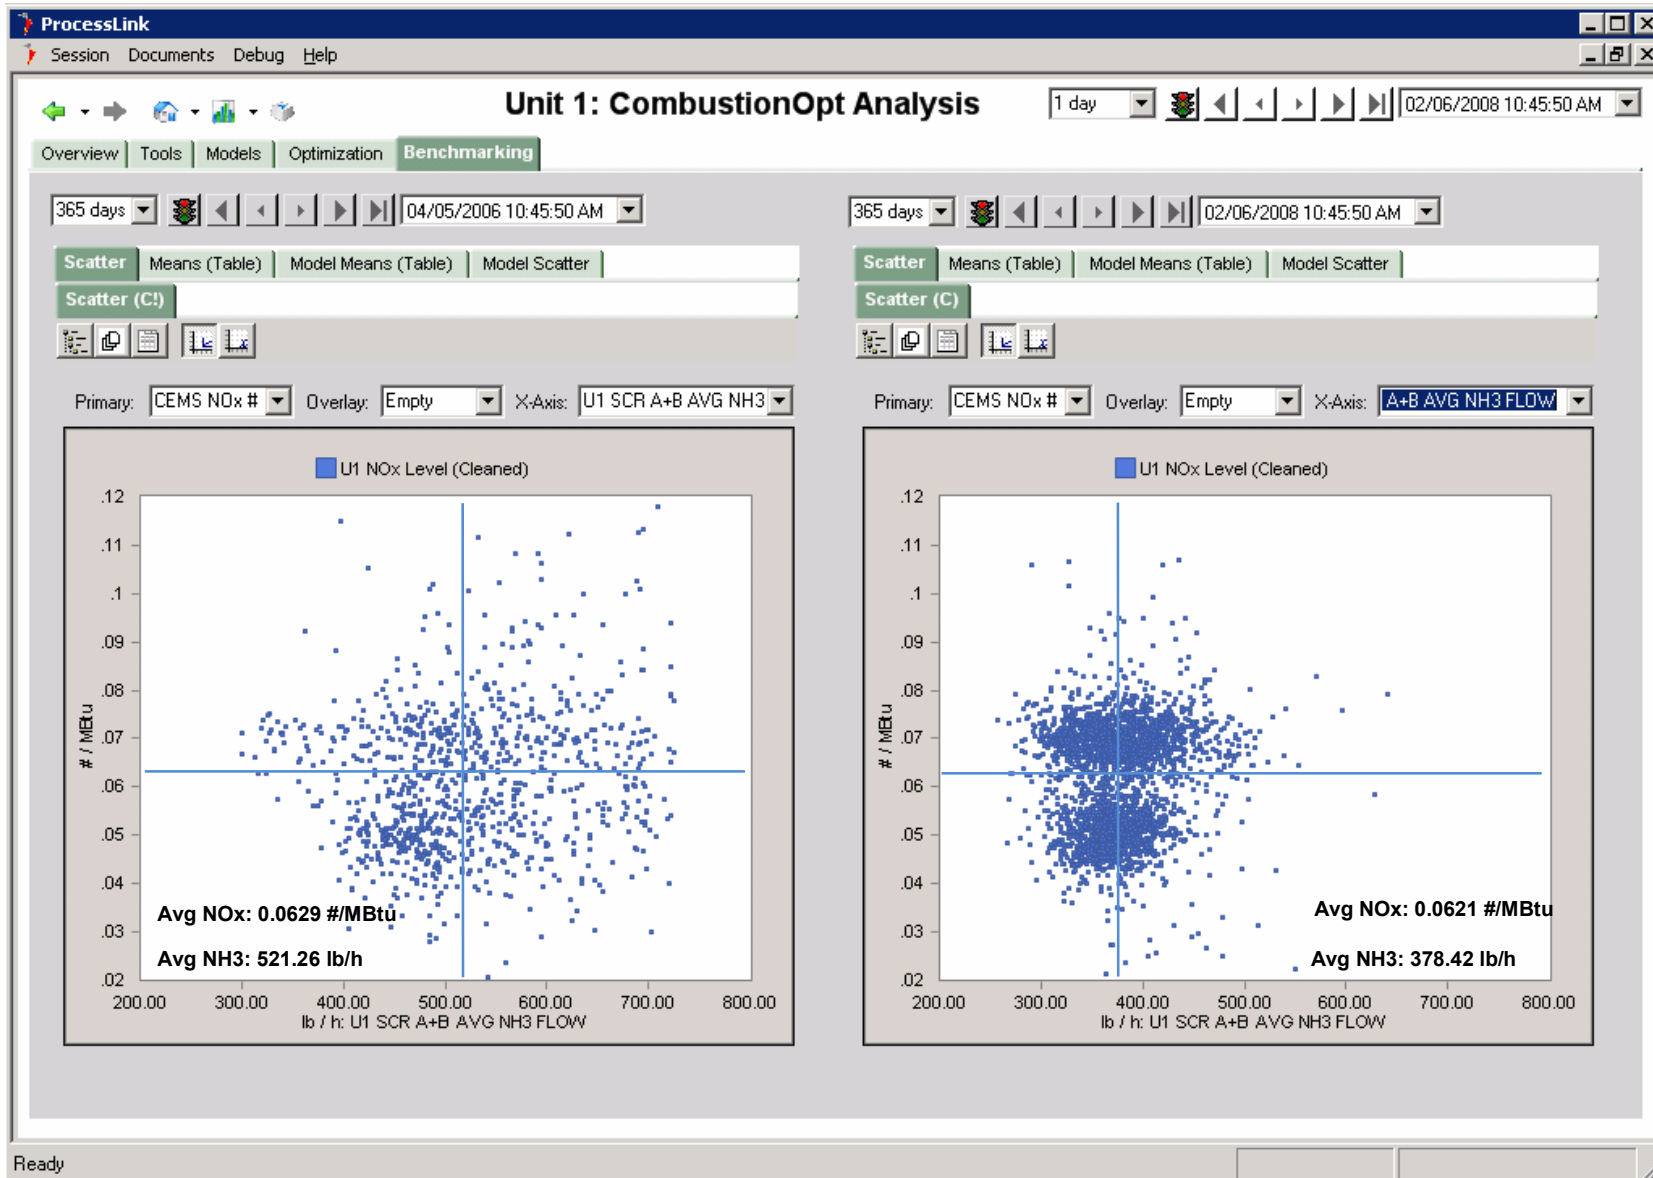 ProcessLink
Session Documents Debug Help
Unit 1: CombustionOpt Analysis
1 day
02/06/2008 10:45:50 AM
Overview Tools Models Optimization Benchmarking
365 days 04/05/2006 10:45:50 AM
Scatter Means (Table) Model Means (Table) Model Scatter
Scatter (C!)
Primary: CEMS NOx # Overlay: Empty X-Axis: U1 SCR A+B AVG NH3
U1 NOx Level (Cleaned)
.12
.11
.1
.09
.08
.07
.06
.05
.04
.03
.02
# / MBtu
Avg NOx: 0.0629 #/MBtu
Avg NH3: 521.26 lb/h
200.00 300.00 400.00 500.00 600.00 700.00 800.00
lb / h: U1 SCR A+B AVG NH3 FLOW
365 days 02/06/2008 10:45:50 AM
Scatter Means (Table) Model Means (Table) Model Scatter
Scatter (C)
Primary: CEMS NOx # Overlay: Empty X-Axis: A+B AVG NH3 FLOW
U1 NOx Level (Cleaned)
.12
.11
.1
.09
.08
.07
.06
.05
.04
.03
.02
# / MBtu
Avg NOx: 0.0621 #/MBtu
Avg NH3: 378.42 lb/h
200.00 300.00 400.00 500.00 600.00 700.00 800.00
lb / h: U1 SCR A+B AVG NH3 FLOW
Ready